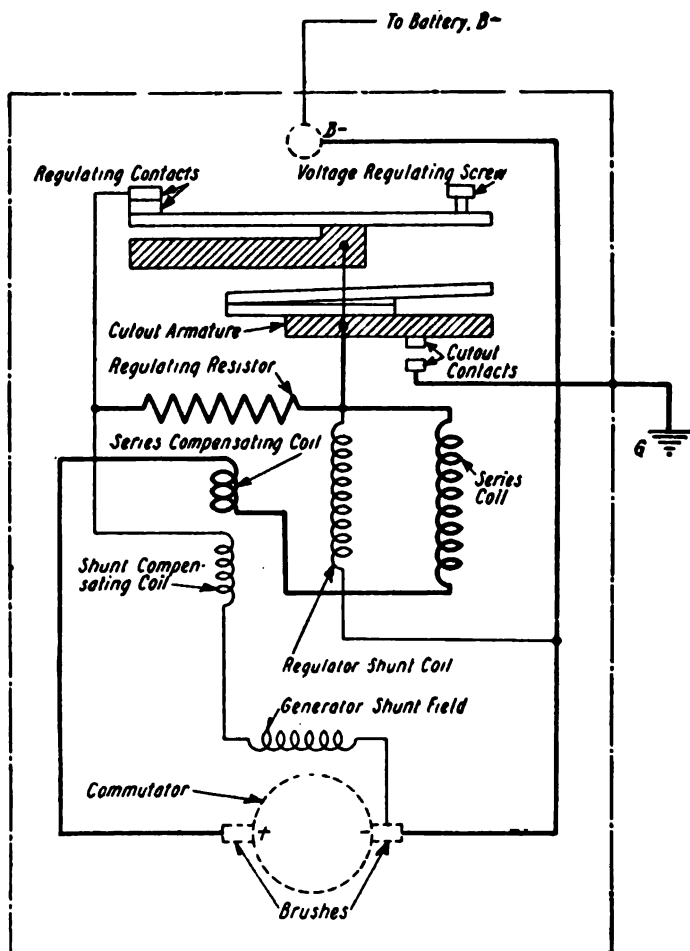 To Battery, B-
B-
Regulating Contacts
Voltage Regulating Screw
Cutout Armature
Cutout
Contacts
Regulating Resistor
Series Compensating Coil
G
Series
Coil
Shunt Compen-
sating Coil
Regulator Shunt Coil
Generator Shunt Field
Commutator
+
-
Brushes